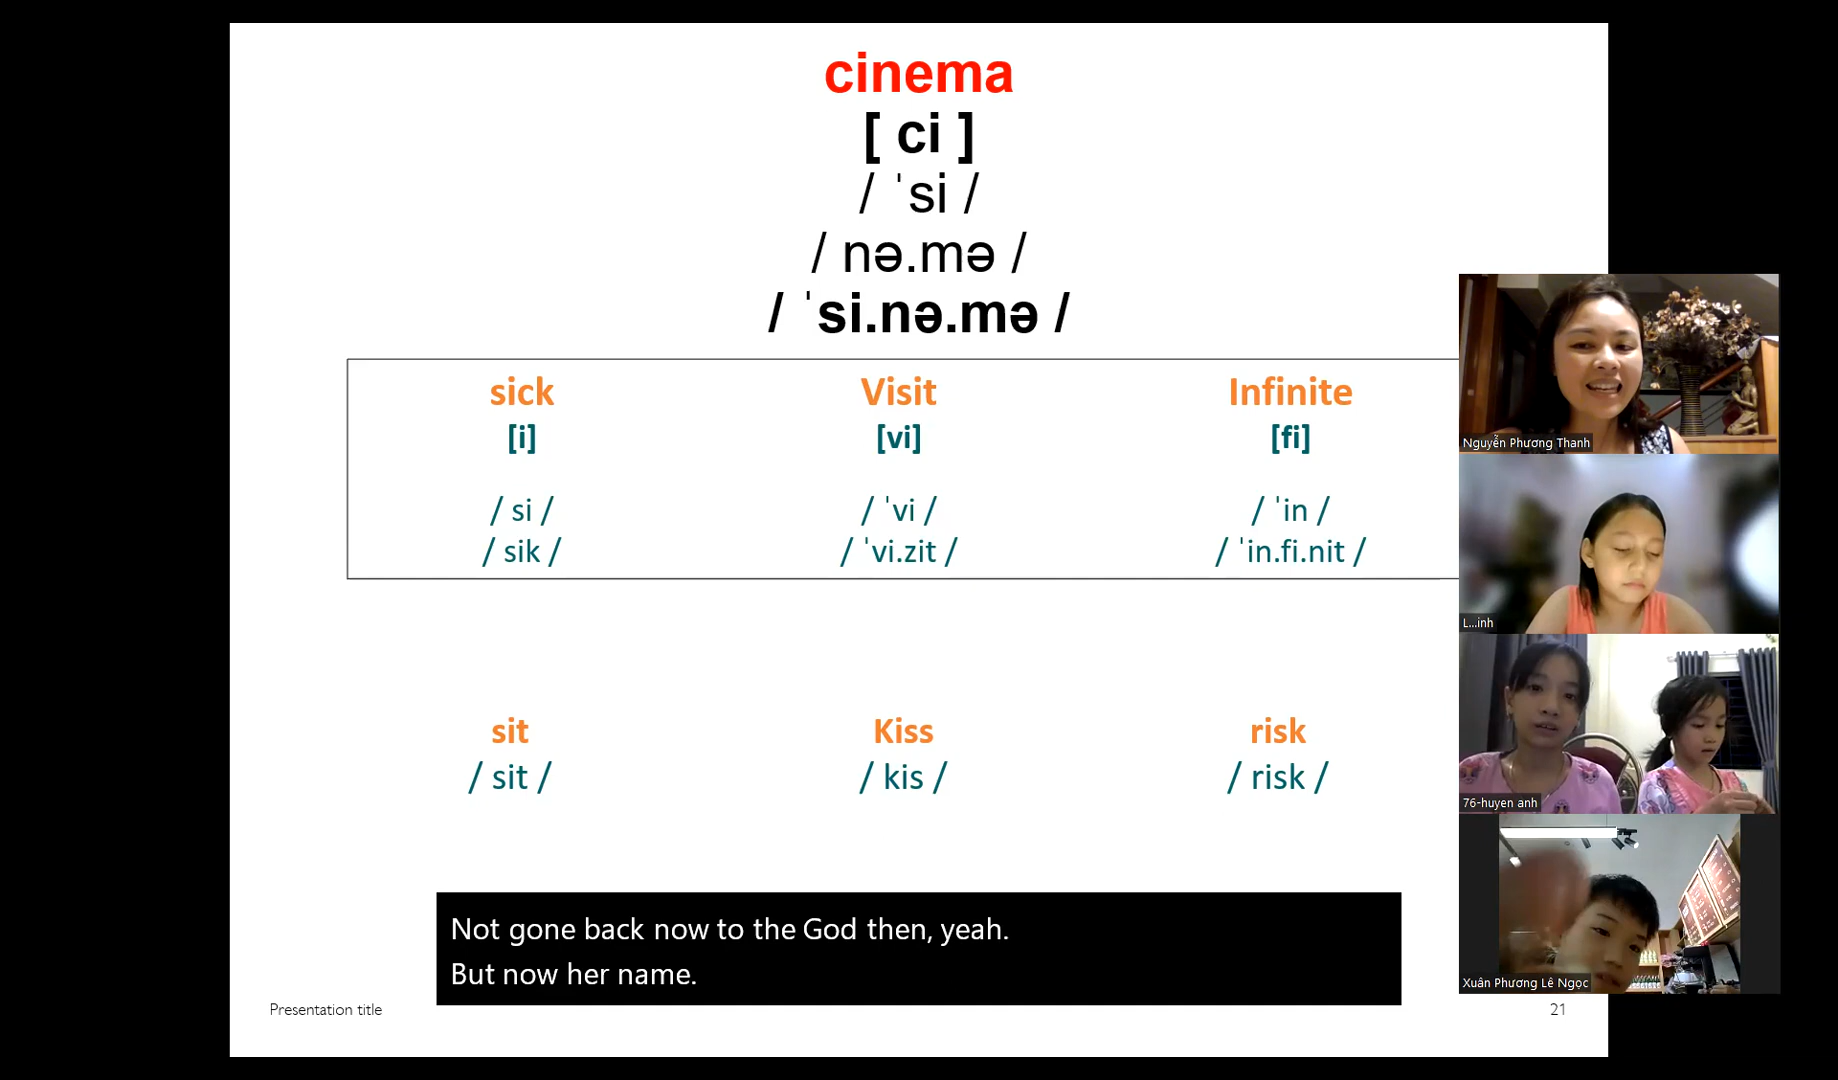 cinema
[ ci ]
/ ˈsi /
/ nə.mə /
/ ˈsi.nə.mə /
sick Visit Infinite
[i] [vi] [fi]
/ si / / ˈvi / / ˈin /
/ sik / / ˈvi.zit / / ˈin.fi.nit /
sit Kiss risk
/ sit / / kis / / risk /
Not gone back now to the God then, yeah.
But now her name.
Presentation title
21
Nguyễn Phương Thanh
L...inh
76-huyen anh
Xuân Phương Lê Ngọc